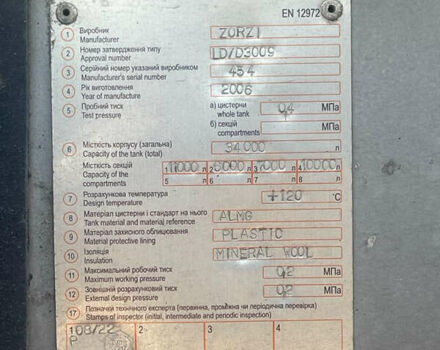 EN 12972
1 Виробник ZORZI
Manufacturer
2 Номер затвердження типу LD/D3009
Approval number
3 Серійний номер указаний виробником 454
Manufacturer's serial number
4 Рік виготовлення 2006
Year of manufacture
5 Пробний тиск а) цистерни 0,4 МПа
Test pressure whole tank
б) секцій МПа
compartments
6 Місткість корпусу (загальна) 34000 л
Capacity of the tank (total)
Місткість секцій 1 11000 л 2 6000 л 3 7000 л 4 10000 л
Capacity of the
compartments 5 л 6 л 7 л 8 л
7 Розрахункова температура +120 °C
Design temperature
8 Матеріал цистерни і стандарт на нього ALMG
Tank material and material reference
9 Матеріал захисного облицювання PLASTIC
Material protective lining
10 Ізоляція MINERAL WOOL
Insulation
11 Максимальний робочий тиск 0,2 МПа
Maximum working pressure
12 Зовнішній розрахунковий тиск 0,2 МПа
External design pressure
17 Позначки технічного експерта (первинна, проміжна чи періодична перевірка)
Stamps of inspector (initial, intermediate and periodic inspection)
1 08/22 2 3 4
P